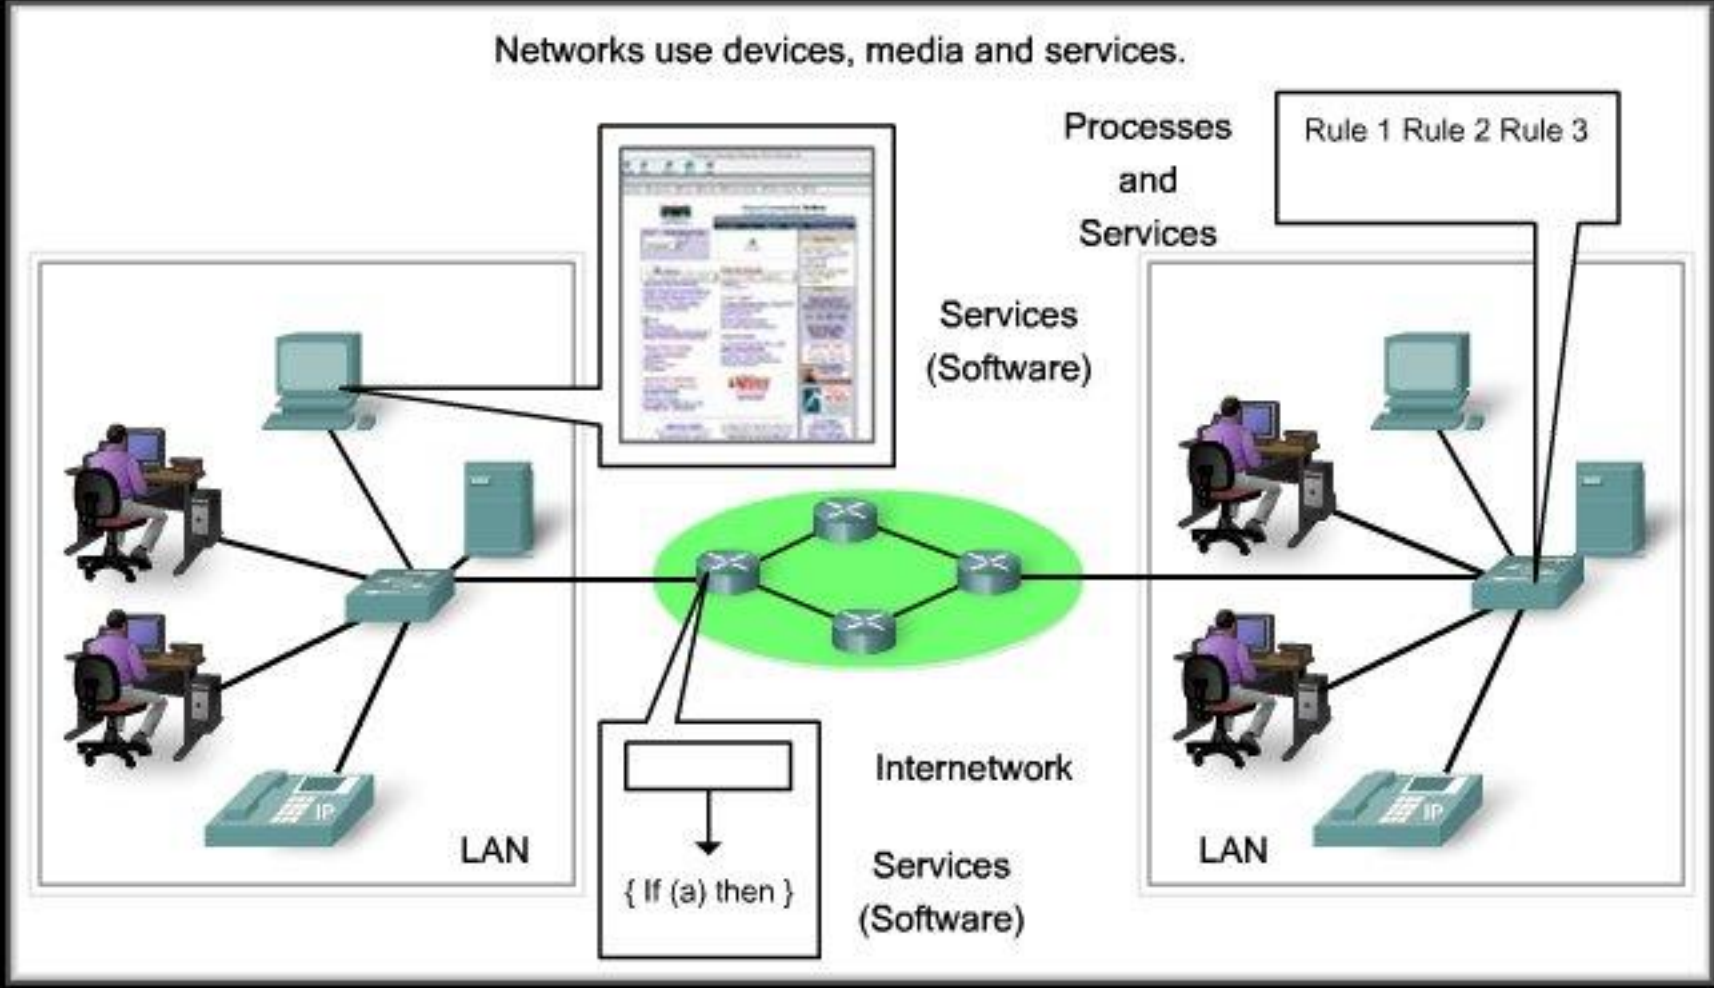 Networks use devices, media and services.
Processes
and
Services
Rule 1 Rule 2 Rule 3
Services
(Software)
IP
LAN
{ If (a) then }
Internetwork
Services
(Software)
LAN
IP